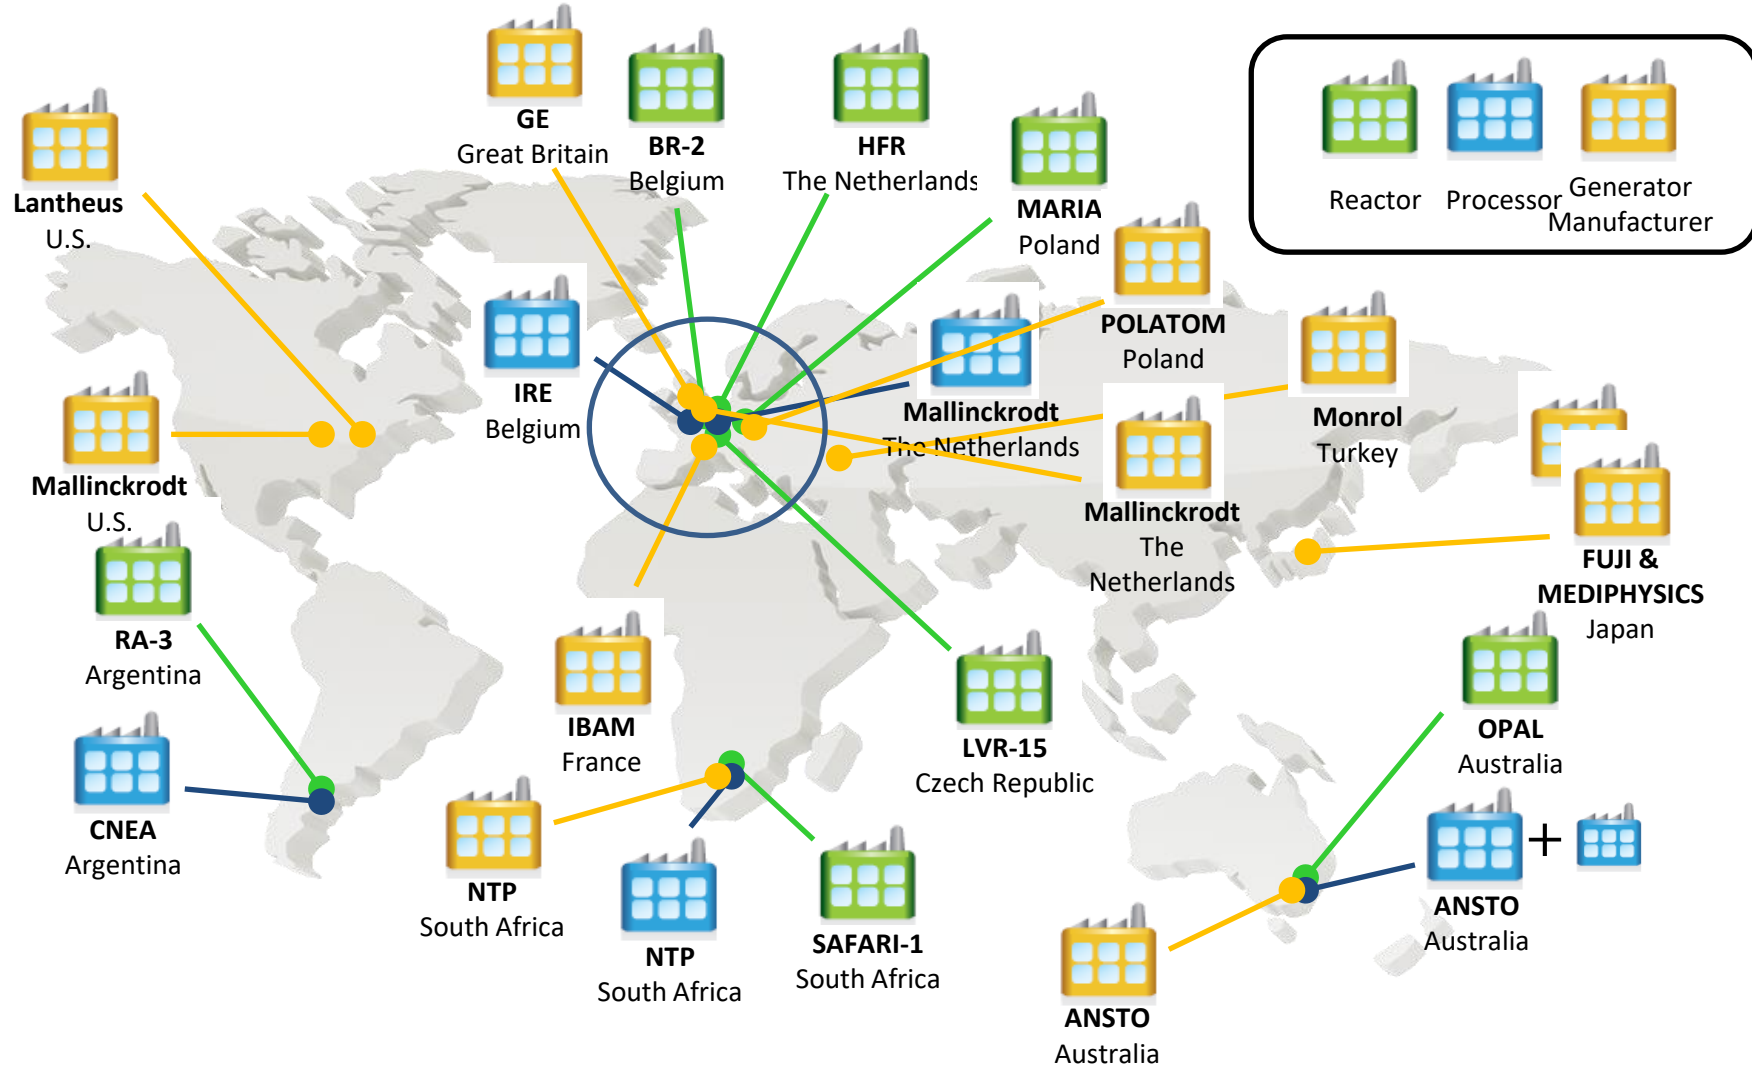 GE
Great Britain
BR-2
Belgium
HFR
The Netherlands
MARIA
Poland
Reactor
Processor
Generator
Manufacturer
Lantheus
U.S.
IRE
Belgium
Mallinckrodt
The Netherlands
POLATOM
Poland
Monrol
Turkey
Mallinckrodt
U.S.
Mallinckrodt
The
Netherlands
FUJI &
MEDIPHYSICS
Japan
RA-3
Argentina
IBAM
France
LVR-15
Czech Republic
OPAL
Australia
CNEA
Argentina
NTP
South Africa
NTP
South Africa
SAFARI-1
South Africa
+
ANSTO
Australia
ANSTO
Australia